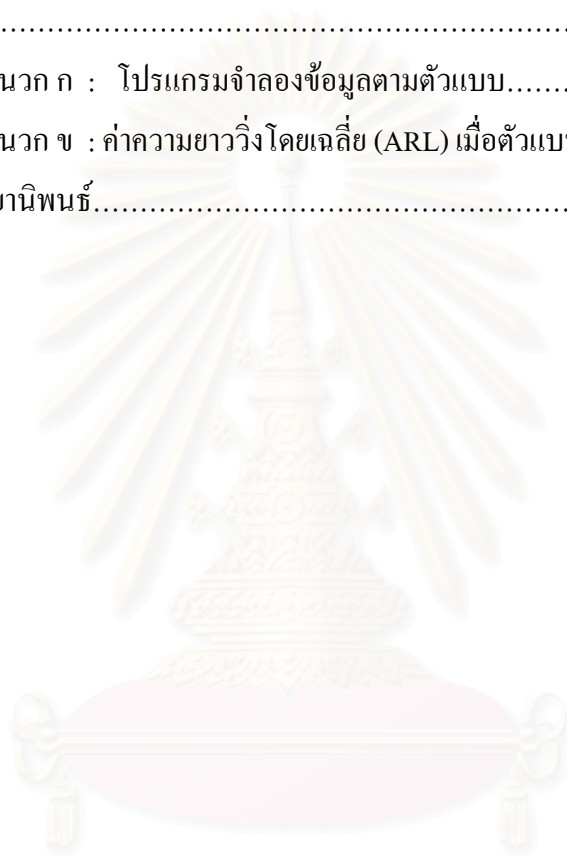 ........................................................................
นวก ก : โปรแกรมจำลองข้อมูลตามตัวแบบ.......
นวก ข : ค่าความยาววิ่งโดยเฉลี่ย (ARL) เมื่อตัวแบบ
านิพนธ์..............................................................